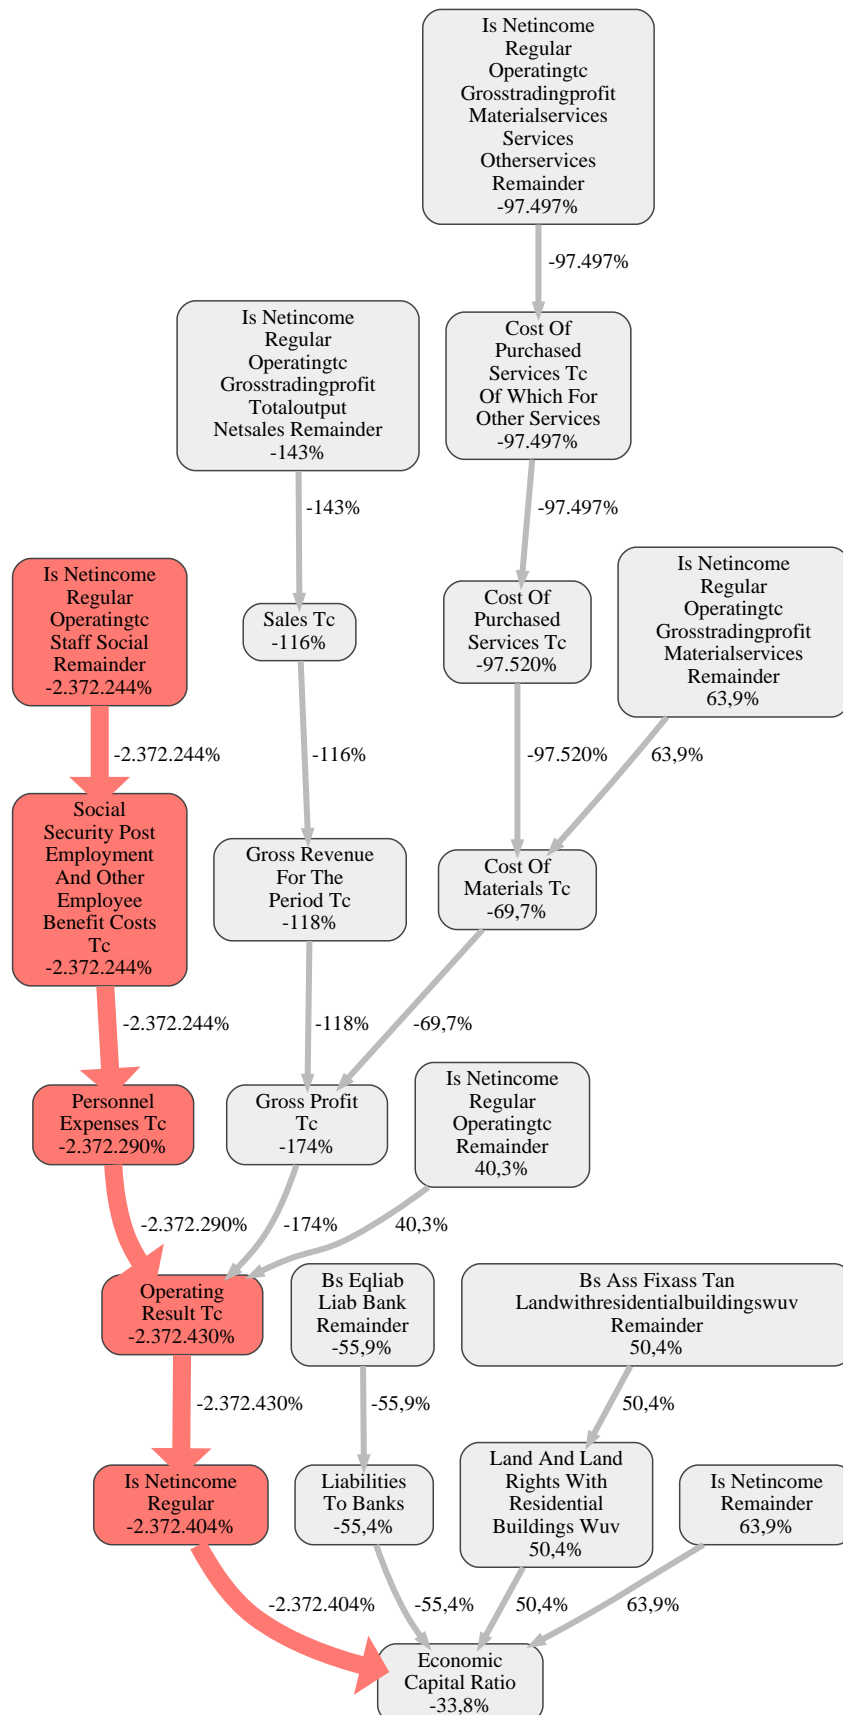 Is Netincome
Regular
Operatingtc
Grosstradingprofit
Materialservices
Services
Otherservices
Remainder
-97.497%
-97.497%
Is Netincome
Regular
Operatingtc
Grosstradingprofit
Totaloutput
Netsales Remainder
-143%
Cost Of
Purchased
Services Tc
Of Which For
Other Services
-97.497%
-143%
-97.497%
Is Netincome
Regular
Operatingtc
Staff Social
Remainder
-2.372.244%
Sales Tc
-116%
Cost Of
Purchased
Services Tc
-97.520%
Is Netincome
Regular
Operatingtc
Grosstradingprofit
Materialservices
Remainder
63,9%
-2.372.244%
-116%
-97.520%
63,9%
Social
Security Post
Employment
And Other
Employee
Benefit Costs
Tc
-2.372.244%
Gross Revenue
For The
Period Tc
-118%
Cost Of
Materials Tc
-69,7%
-2.372.244%
-118%
-69,7%
Personnel
Expenses Tc
-2.372.290%
Gross Profit
Tc
-174%
Is Netincome
Regular
Operatingtc
Remainder
40,3%
-2.372.290%
-174%
40,3%
Operating
Result Tc
-2.372.430%
Bs Eqliab
Liab Bank
Remainder
-55,9%
Bs Ass Fixass Tan
Landwithresidentialbuildingswuv
Remainder
50,4%
-2.372.430%
-55,9%
50,4%
Is Netincome
Regular
-2.372.404%
Liabilities
To Banks
-55,4%
Land And Land
Rights With
Residential
Buildings Wuv
50,4%
Is Netincome
Remainder
63,9%
-2.372.404%
-55,4%
50,4%
63,9%
Economic
Capital Ratio
-33,8%